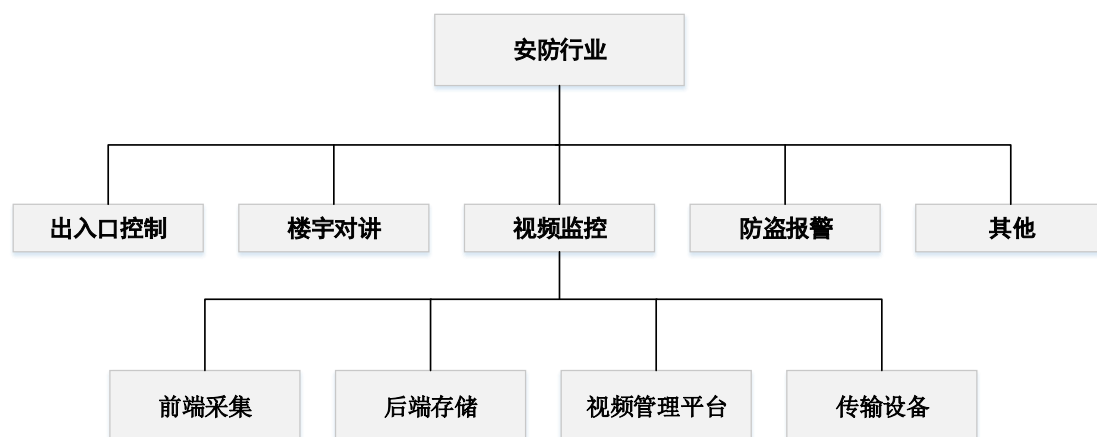 安防行业
出入口控制
楼宇对讲
视频监控
防盗报警
其他
前端采集
后端存储
视频管理平台
传输设备